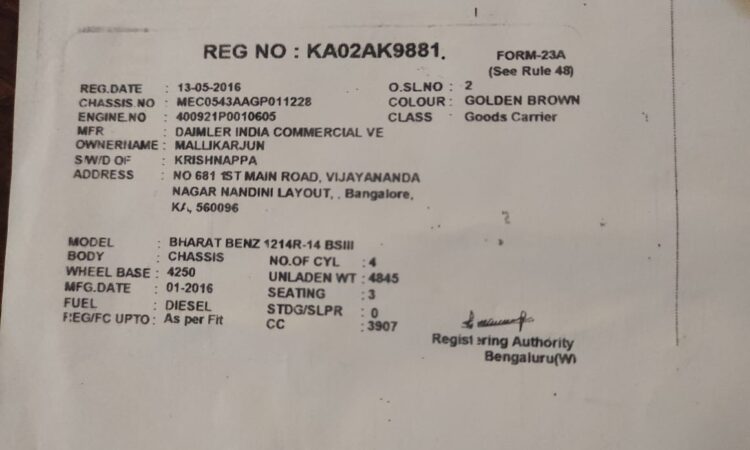 REG NO : KA02AK9881.
FORM-23A
(See Rule 48)
REG.DATE : 13-05-2016 O.SL.NO : 2
CHASSIS.NO : MEC0543AAGP011228 COLOUR : GOLDEN BROWN
ENGINE.NO : 400921P0010605 CLASS : Goods Carrier
MFR : DAIMLER INDIA COMMERCIAL VE
OWNERNAME : MALLIKARJUN
S/W/D OF : KRISHNAPPA
ADDRESS : NO 681 1ST MAIN ROAD, VIJAYANANDA
NAGAR NANDINI LAYOUT, , Bangalore,
KA, 560096
MODEL : BHARAT BENZ 1214R-14 BSIII
BODY : CHASSIS NO.OF CYL : 4
WHEEL BASE : 4250 UNLADEN WT : 4845
MFG.DATE : 01-2016 SEATING : 3
FUEL : DIESEL STDG/SLPR : 0
REG/FC UPTO : As per Fit CC : 3907
Registering Authority
Bengaluru(W)